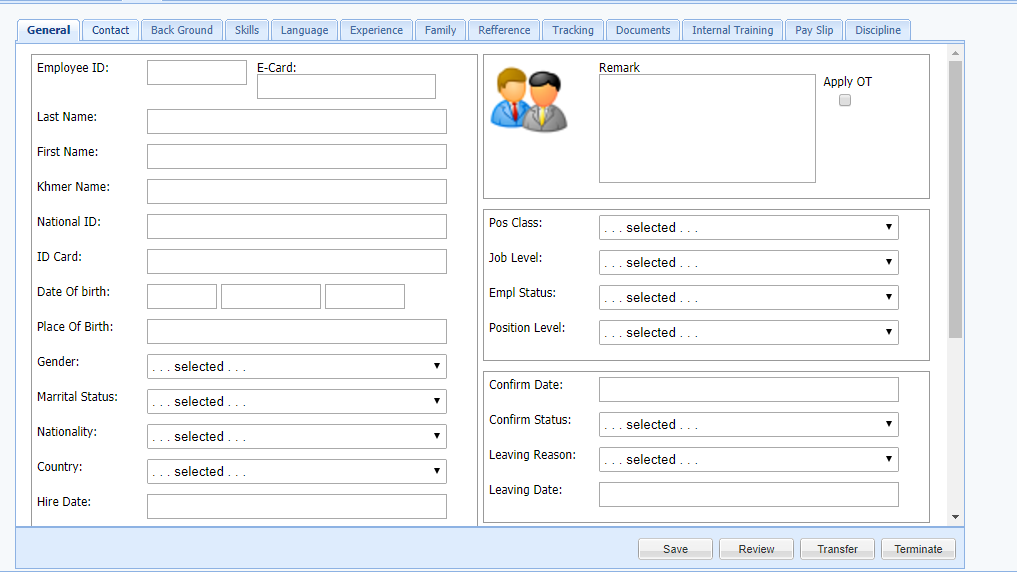 General Contact Back Ground Skills Language Experience Family Refference Tracking Documents Internal Training Pay Slip Discipline
Employee ID:
E-Card:
Last Name:
First Name:
Khmer Name:
National ID:
ID Card:
Date Of birth:
Place Of Birth:
Gender: . . . selected . . .
Marrital Status: . . . selected . . .
Nationality: . . . selected . . .
Country: . . . selected . . .
Hire Date:
Remark
Apply OT
Pos Class: . . . selected . . .
Job Level: . . . selected . . .
Empl Status: . . . selected . . .
Position Level: . . . selected . . .
Confirm Date:
Confirm Status: . . . selected . . .
Leaving Reason: . . . selected . . .
Leaving Date:
Save Review Transfer Terminate